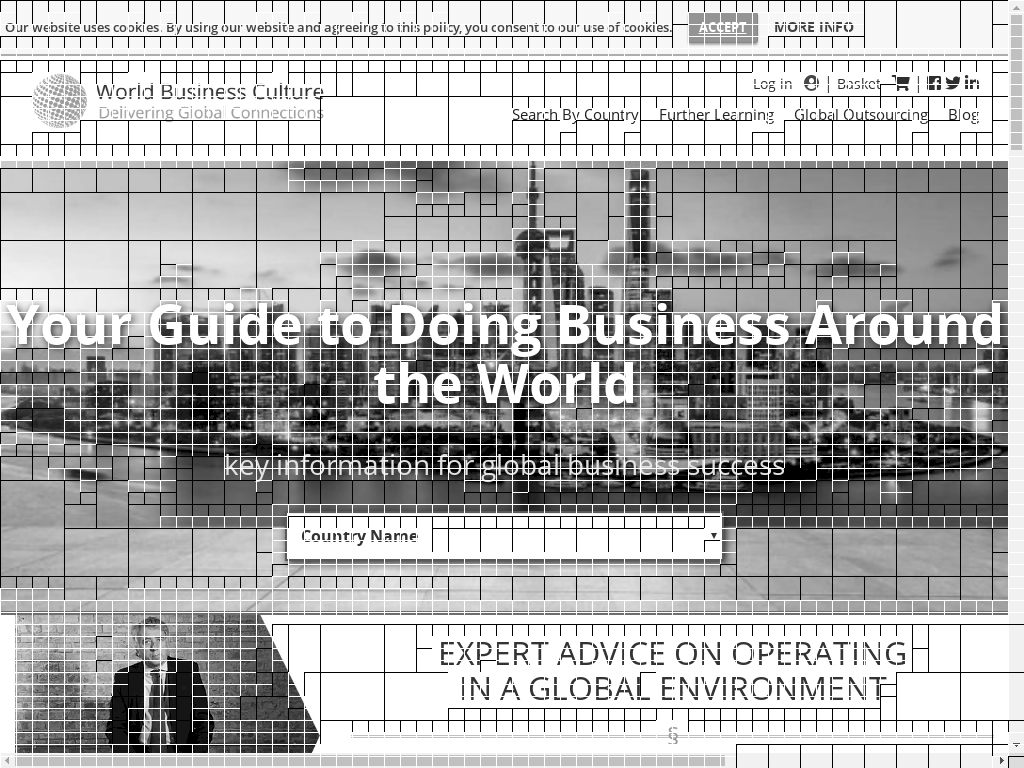 Our website uses cookies. By using our website and agreeing to this policy, you consent to our use of cookies. ACCEPT MORE INFO
World Business Culture
Delivering Global Connections
Log in | Basket |
Search By Country Further Learning Global Outsourcing Blog
Your Guide to Doing Business Around
the World
key information for global business success
Country Name
EXPERT ADVICE ON OPERATING
IN A GLOBAL ENVIRONMENT
§